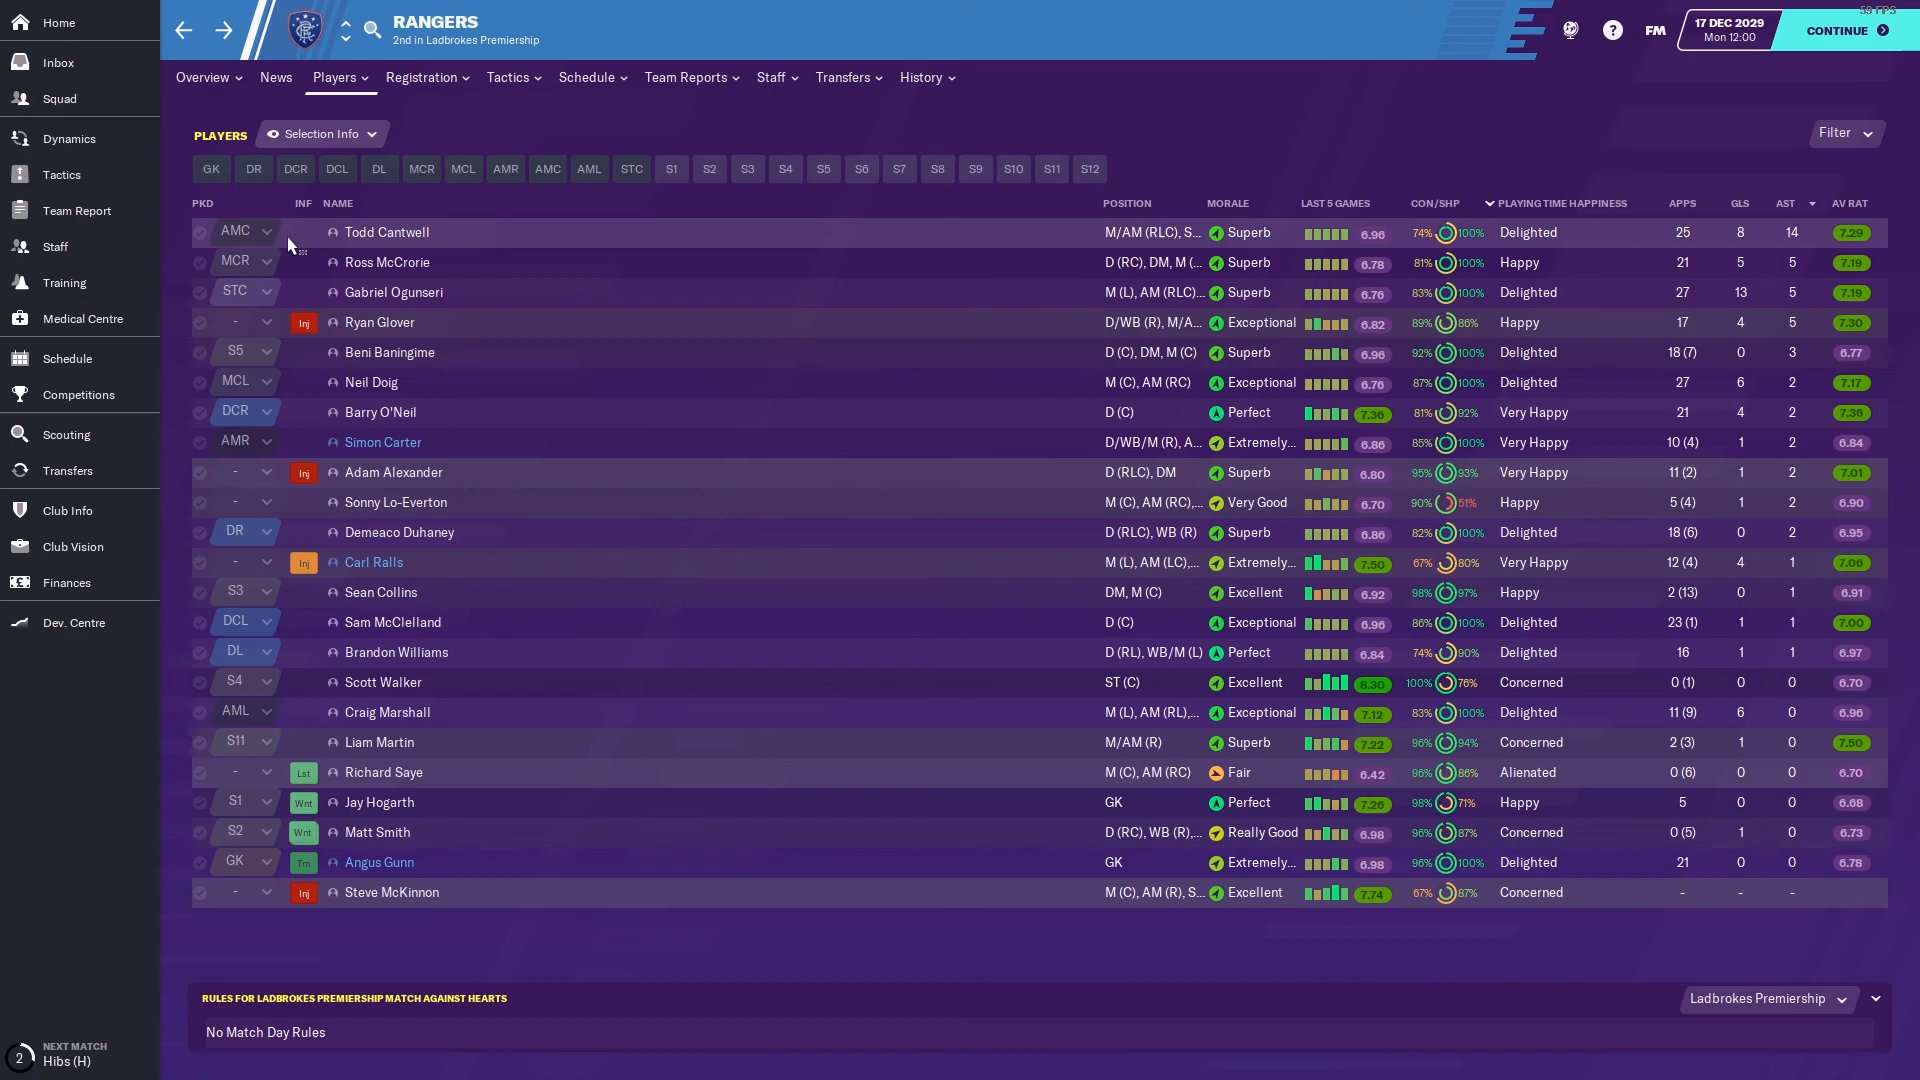 RANGERS
2nd in Ladbrokes Premiership
FM
17 DEC 2029
Mon 12:00
CONTINUE
59 FPS
Overview News Players Registration Tactics Schedule Team Reports Staff Transfers History
Home
Inbox
Squad
Dynamics
Tactics
Team Report
Staff
Training
Medical Centre
Schedule
Competitions
Scouting
Transfers
Club Info
Club Vision
Finances
Dev. Centre
2
NEXT MATCH
Hibs (H)
PLAYERS Selection Info Filter
GK DR DCR DCL DL MCR MCL AMR AMC AML STC S1 S2 S3 S4 S5 S6 S7 S8 S9 S10 S11 S12
PKD INF NAME POSITION MORALE LAST 5 GAMES CON/SHP PLAYING TIME HAPPINESS APPS GLS AST AV RAT
AMC Todd Cantwell M/AM (RLC), S... Superb 6.96 74% 100% Delighted 25 8 14 7.29
MCR Ross McCrorie D (RC), DM, M (... Superb 6.78 81% 100% Happy 21 5 5 7.19
STC Gabriel Ogunseri M (L), AM (RLC)... Superb 6.76 83% 100% Delighted 27 13 5 7.19
- Inj Ryan Glover D/WB (R), M/A... Exceptional 6.82 89% 86% Happy 17 4 5 7.30
S5 Beni Baningime D (C), DM, M (C) Superb 6.96 92% 100% Delighted 18 (7) 0 3 6.77
MCL Neil Doig M (C), AM (RC) Exceptional 6.76 87% 100% Delighted 27 6 2 7.17
DCR Barry O'Neil D (C) Perfect 7.36 81% 92% Very Happy 21 4 2 7.36
AMR Simon Carter D/WB/M (R), A... Extremely... 6.86 85% 100% Very Happy 10 (4) 1 2 6.84
- Inj Adam Alexander D (RLC), DM Superb 6.80 95% 93% Very Happy 11 (2) 1 2 7.01
- Sonny Lo-Everton M (C), AM (RC),... Very Good 6.70 90% 51% Happy 5 (4) 1 2 6.90
DR Demeaco Duhaney D (RLC), WB (R) Superb 6.86 82% 100% Delighted 18 (6) 0 2 6.95
- Inj Carl Ralls M (L), AM (LC),... Extremely... 7.50 67% 80% Very Happy 12 (4) 4 1 7.06
S3 Sean Collins DM, M (C) Excellent 6.92 98% 97% Happy 2 (13) 0 1 6.91
DCL Sam McClelland D (C) Exceptional 6.96 86% 100% Delighted 23 (1) 1 1 7.00
DL Brandon Williams D (RL), WB/M (L) Perfect 6.84 74% 90% Delighted 16 1 1 6.97
S4 Scott Walker ST (C) Excellent 8.30 100% 76% Concerned 0 (1) 0 0 6.70
AML Craig Marshall M (L), AM (RL),... Exceptional 7.12 83% 100% Delighted 11 (9) 6 0 6.96
S11 Liam Martin M/AM (R) Superb 7.22 96% 94% Concerned 2 (3) 1 0 7.50
- Lst Richard Saye M (C), AM (RC) Fair 6.42 96% 86% Alienated 0 (6) 0 0 6.70
S1 Wnt Jay Hogarth GK Perfect 7.26 98% 71% Happy 5 0 0 6.68
S2 Wnt Matt Smith D (RC), WB (R),... Really Good 6.98 96% 87% Concerned 0 (5) 1 0 6.73
GK Trn Angus Gunn GK Extremely... 6.98 96% 100% Delighted 21 0 0 6.78
- Inj Steve McKinnon M (C), AM (R), S... Excellent 7.74 67% 87% Concerned - - -
RULES FOR LADBROKES PREMIERSHIP MATCH AGAINST HEARTS Ladbrokes Premiership
No Match Day Rules